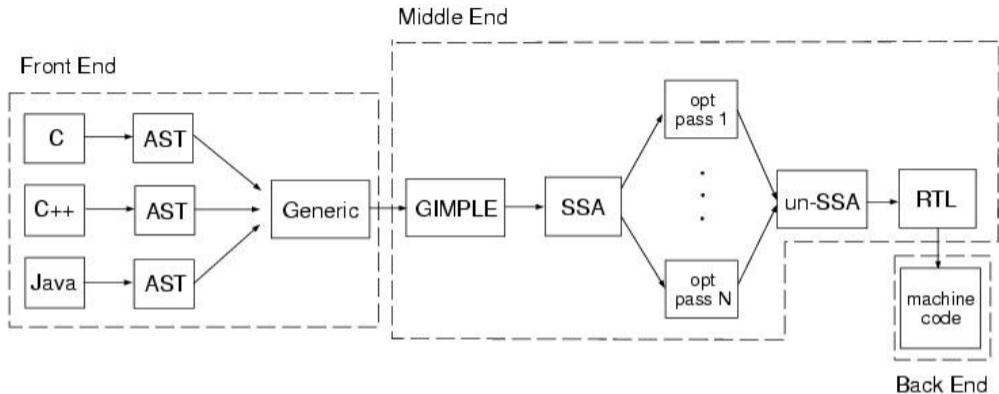 Middle End
Front End
C
AST
C++
AST
Java
AST
Generic
GIMPLE
SSA
opt
pass 1
opt
pass N
un-SSA
RTL
machine
code
Back End